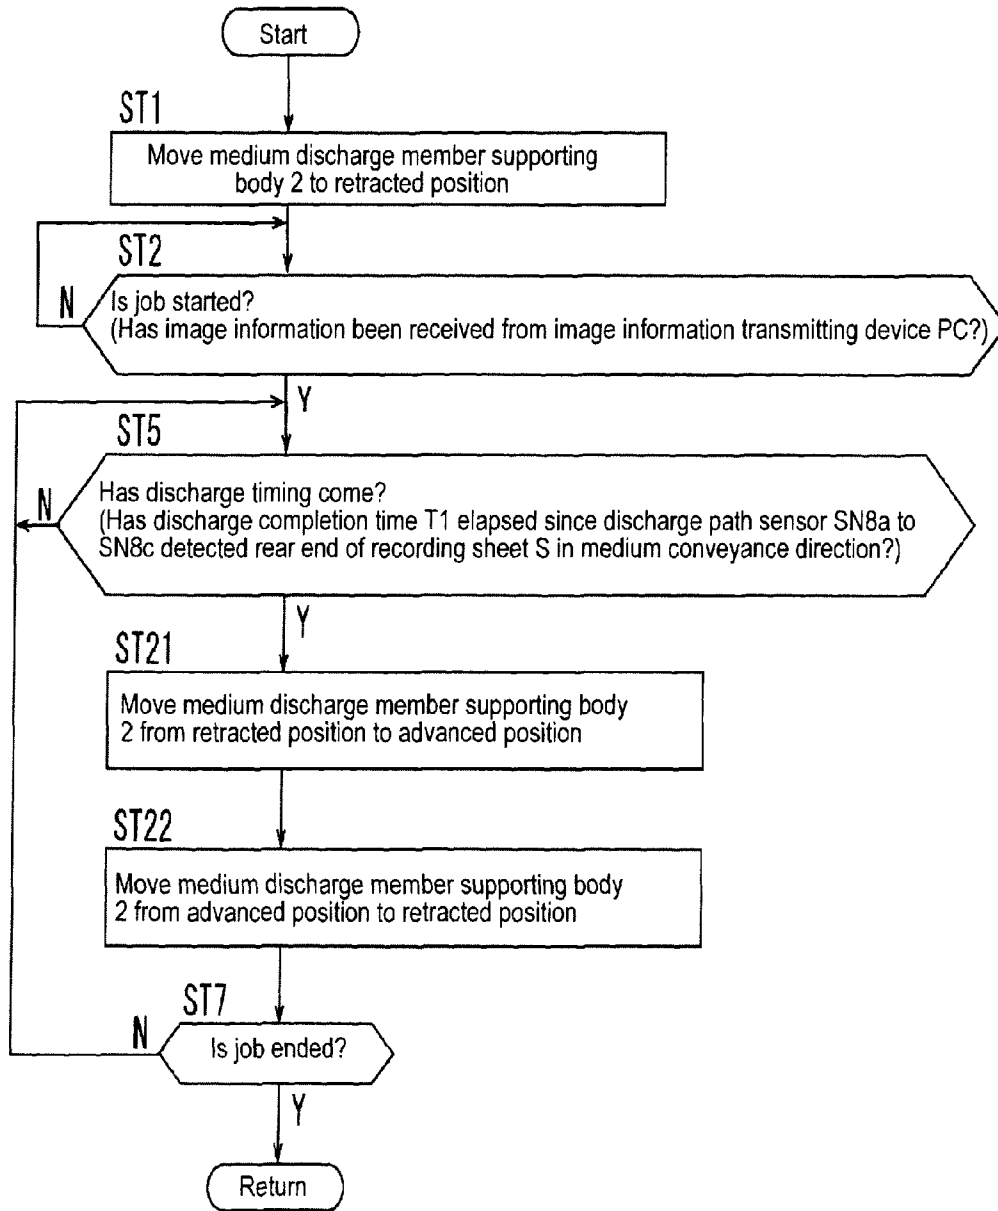 Start
ST1
Move medium discharge member supporting
body 2 to retracted position
ST2
N
Is job started?
(Has image information been received from image information transmitting device PC?)
Y
ST5
N
Has discharge timing come?
(Has discharge completion time T1 elapsed since discharge path sensor SN8a to
SN8c detected rear end of recording sheet S in medium conveyance direction?)
Y
ST21
Move medium discharge member supporting body
2 from retracted position to advanced position
ST22
Move medium discharge member supporting body
2 from advanced position to retracted position
ST7
N
Is job ended?
Y
Return